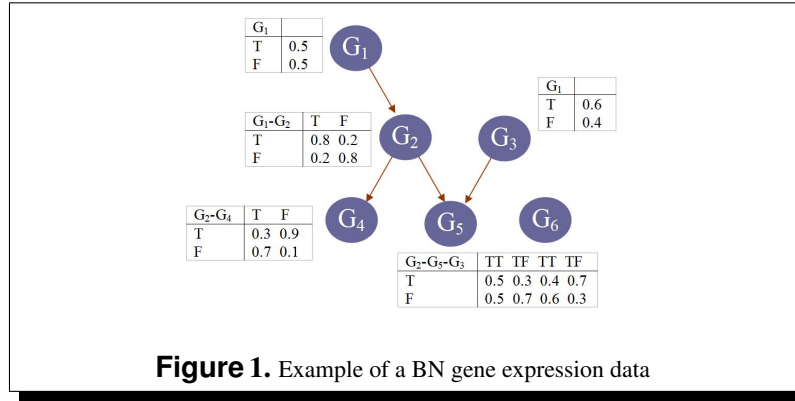 G1
T 0.5
F 0.5
G1
G1
T 0.6
F 0.4
G1-G2 T F
T 0.8 0.2
F 0.2 0.8
G2
G3
G2-G4 T F
T 0.3 0.9
F 0.7 0.1
G4
G5
G6
G2-G5-G3 TT TF TT TF
T 0.5 0.3 0.4 0.7
F 0.5 0.7 0.6 0.3
Figure 1. Example of a BN gene expression data